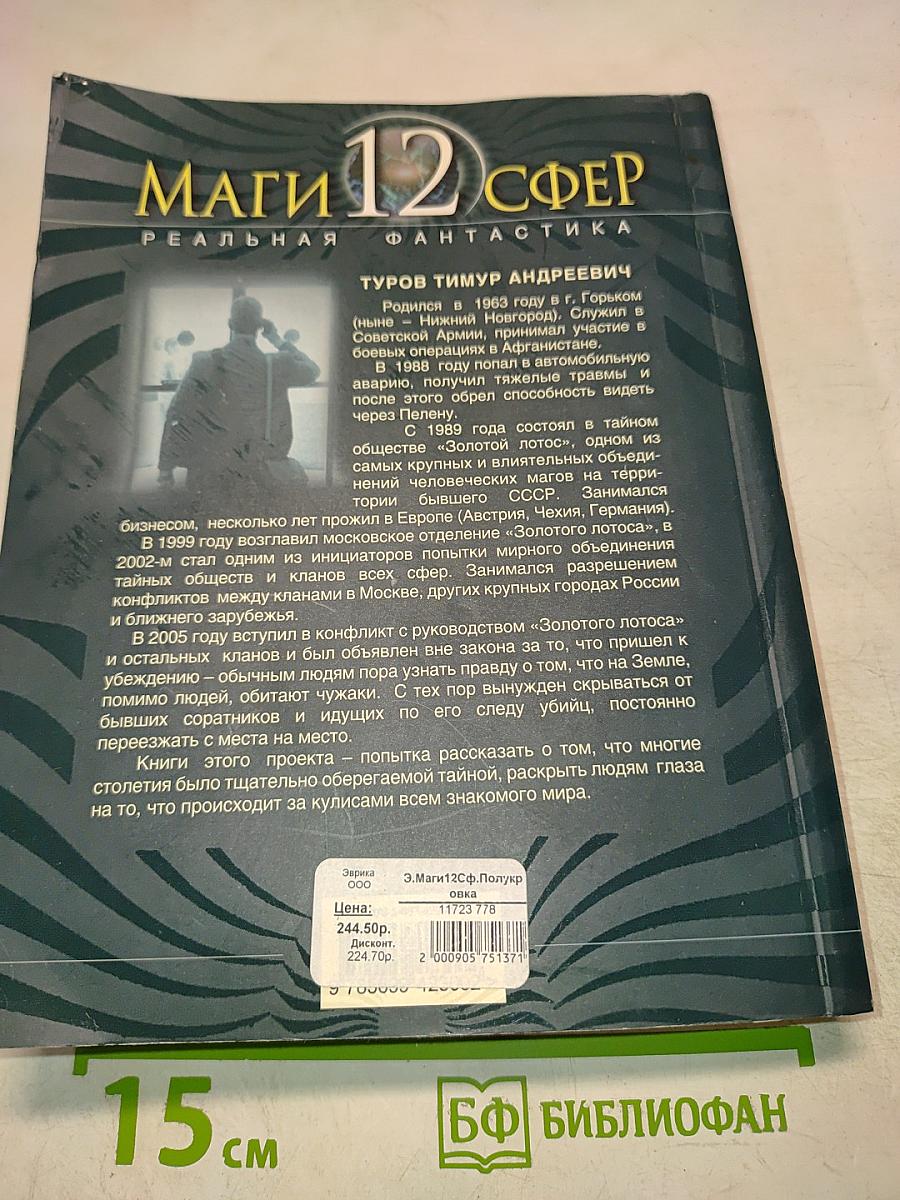 МАГИ 12 СФЕР
РЕАЛЬНАЯ ФАНТАСТИКА
ТУРОВ ТИМУР АНДРЕЕВИЧ
Родился в 1963 году в г. Горьком
(ныне – Нижний Новгород). Служил в
Советской Армии, принимал участие в
боевых операциях в Афганистане.
В 1988 году попал в автомобильную
аварию, получил тяжелые травмы и
после этого обрел способность видеть
через Пелену.
С 1989 года состоял в тайном
обществе «Золотой лотос», одном из
самых крупных и влиятельных объеди-
нений человеческих магов на терри-
тории бывшего СССР. Занимался
бизнесом, несколько лет прожил в Европе (Австрия, Чехия, Германия).
В 1999 году возглавил московское отделение «Золотого лотоса», в
2002-м стал одним из инициаторов попытки мирного объединения
тайных обществ и кланов всех сфер. Занимался разрешением
конфликтов между кланами в Москве, других крупных городах России
и ближнего зарубежья.
В 2005 году вступил в конфликт с руководством «Золотого лотоса»
и остальных кланов и был объявлен вне закона за то, что пришел к
убеждению – обычным людям пора узнать правду о том, что на Земле,
помимо людей, обитают чужаки. С тех пор вынужден скрываться от
бывших соратников и идущих по его следу убийц, постоянно
переезжать с места на место.
Книги этого проекта – попытка рассказать о том, что многие
столетия было тщательно оберегаемой тайной, раскрыть людям глаза
на то, что происходит за кулисами всем знакомого мира.
Эврика
ООО
Э.Маги12Сф.Полукр
овка
Цена:
11723 778
244.50р.
Дисконт.
224.70р.
2 000905 751371
15 см
БФ БИБЛИОФАН